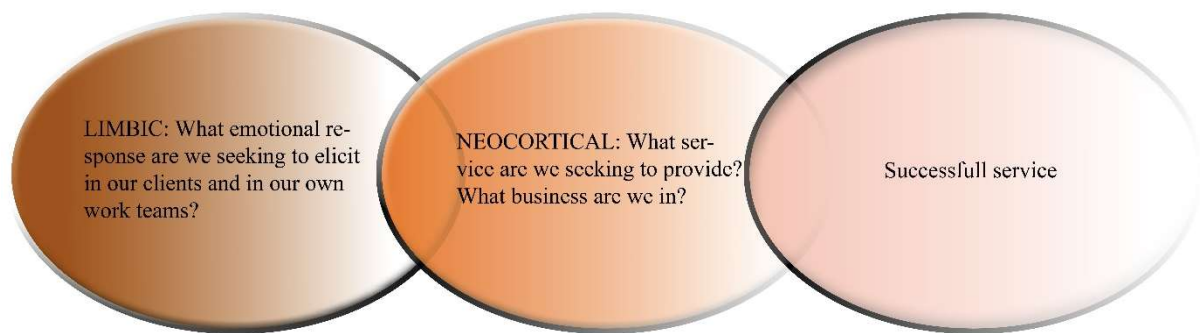 LIMBIC: What emotional re-
sponse are we seeking to elicit
in our clients and in our own
work teams?
NEOCORTICAL: What ser-
vice are we seeking to provide?
What business are we in?
Successfull service